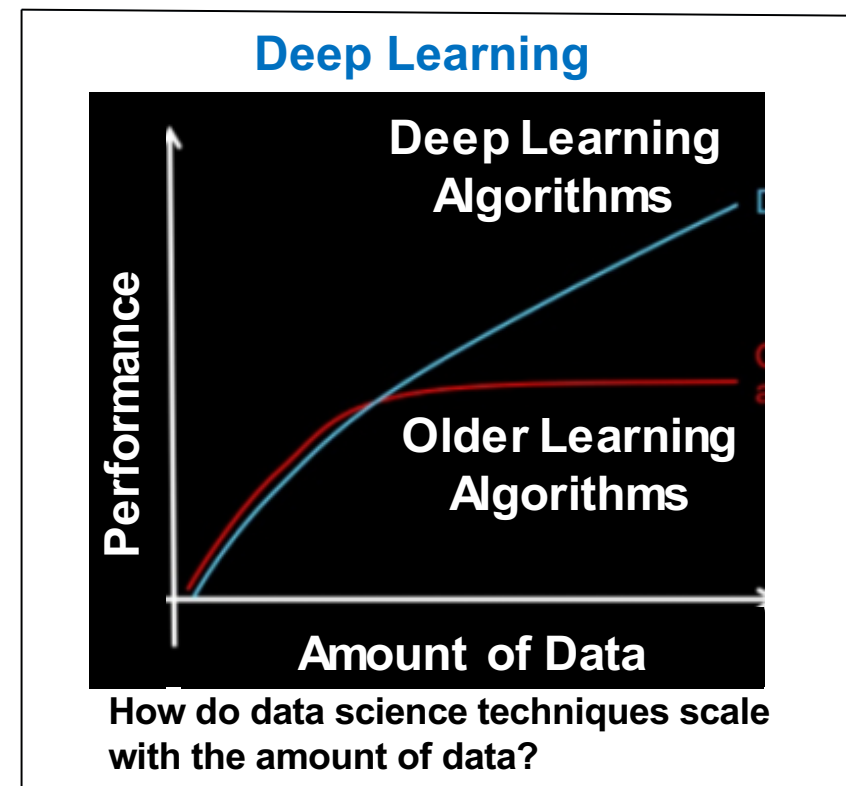 Deep Learning
Deep Learning
Algorithms
Performance
Older Learning
Algorithms
Amount of Data
How do data science techniques scale
with the amount of data?